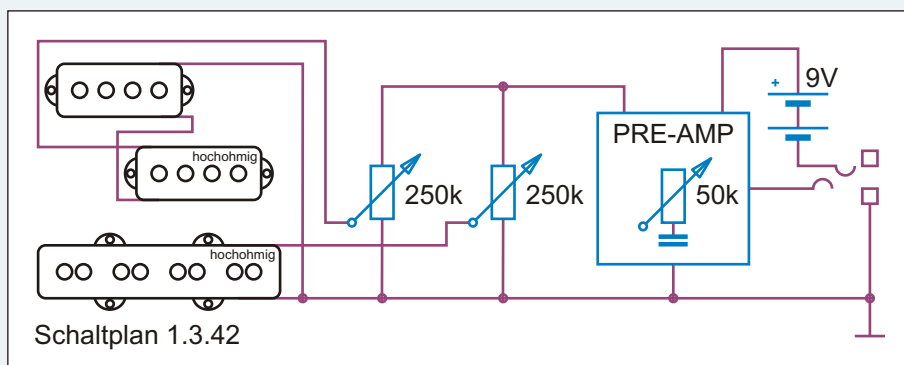 hochohmig
hochohmig
250k
250k
PRE-AMP
50k
+
9V
Schaltplan 1.3.42